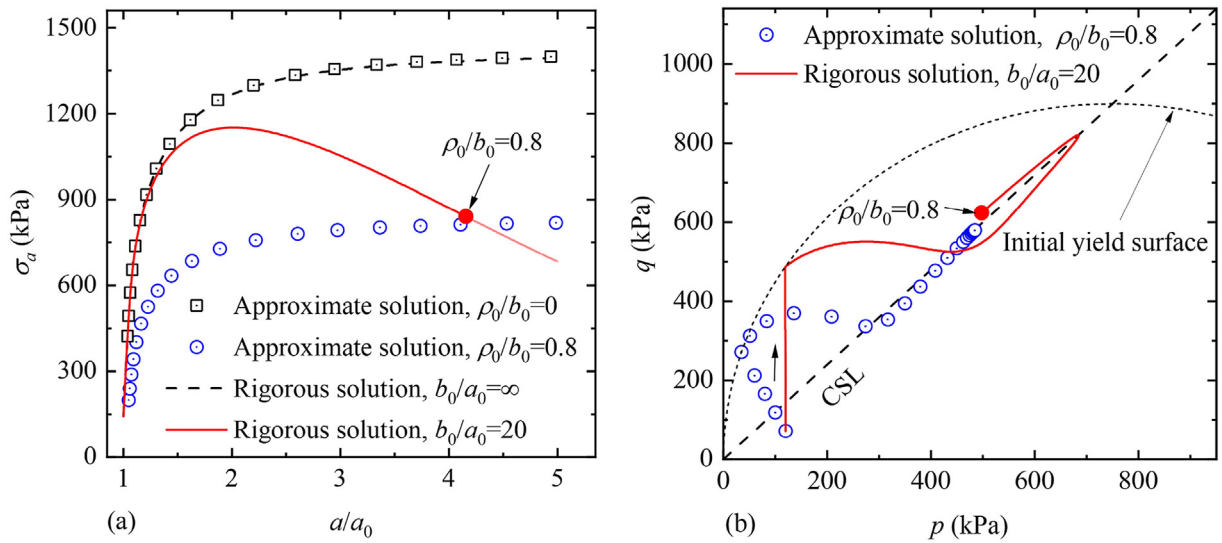 1500
1200
900
600
300
0
σa (kPa)
ρ0/b0=0.8
Approximate solution, ρ0/b0=0
Approximate solution, ρ0/b0=0.8
Rigorous solution, b0/a0=∞
Rigorous solution, b0/a0=20
1 2 3 4 5
(a)
a/a0
1000
800
600
400
200
0
q (kPa)
Approximate solution, ρ0/b0=0.8
Rigorous solution, b0/a0=20
ρ0/b0=0.8
Initial yield surface
CSL
0 200 400 600 800
(b)
p (kPa)